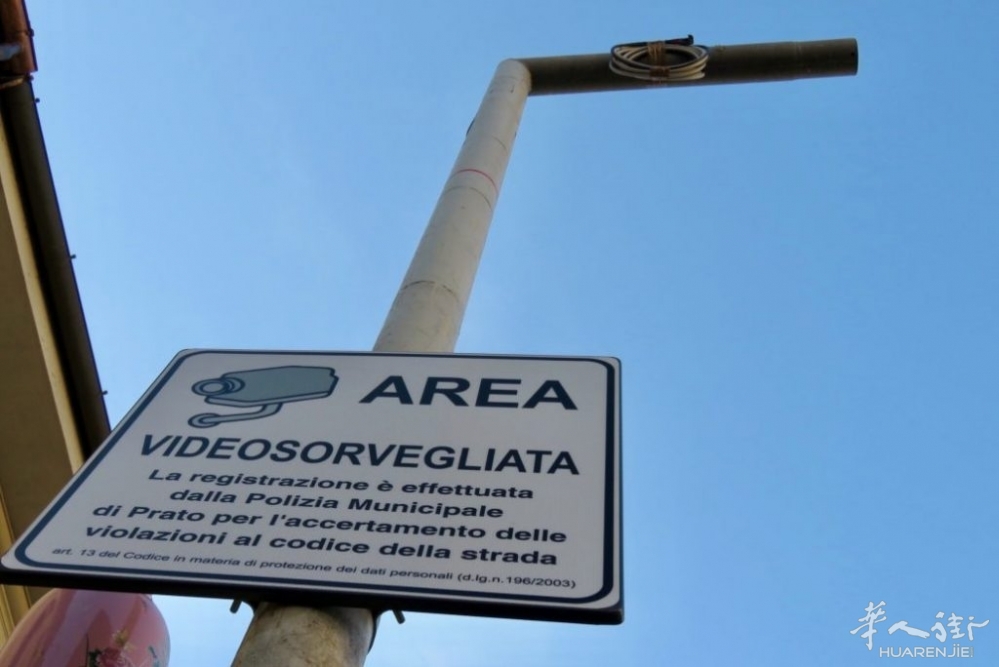 AREA
VIDEOSORVEGLIATA
La registrazione è effettuata
dalla Polizia Municipale
di Prato per l'accertamento delle
violazioni al codice della strada
art. 13 del Codice in materia di protezione dei dati personali (d.lg.n.196/2003)
华人街
HUARENJIE